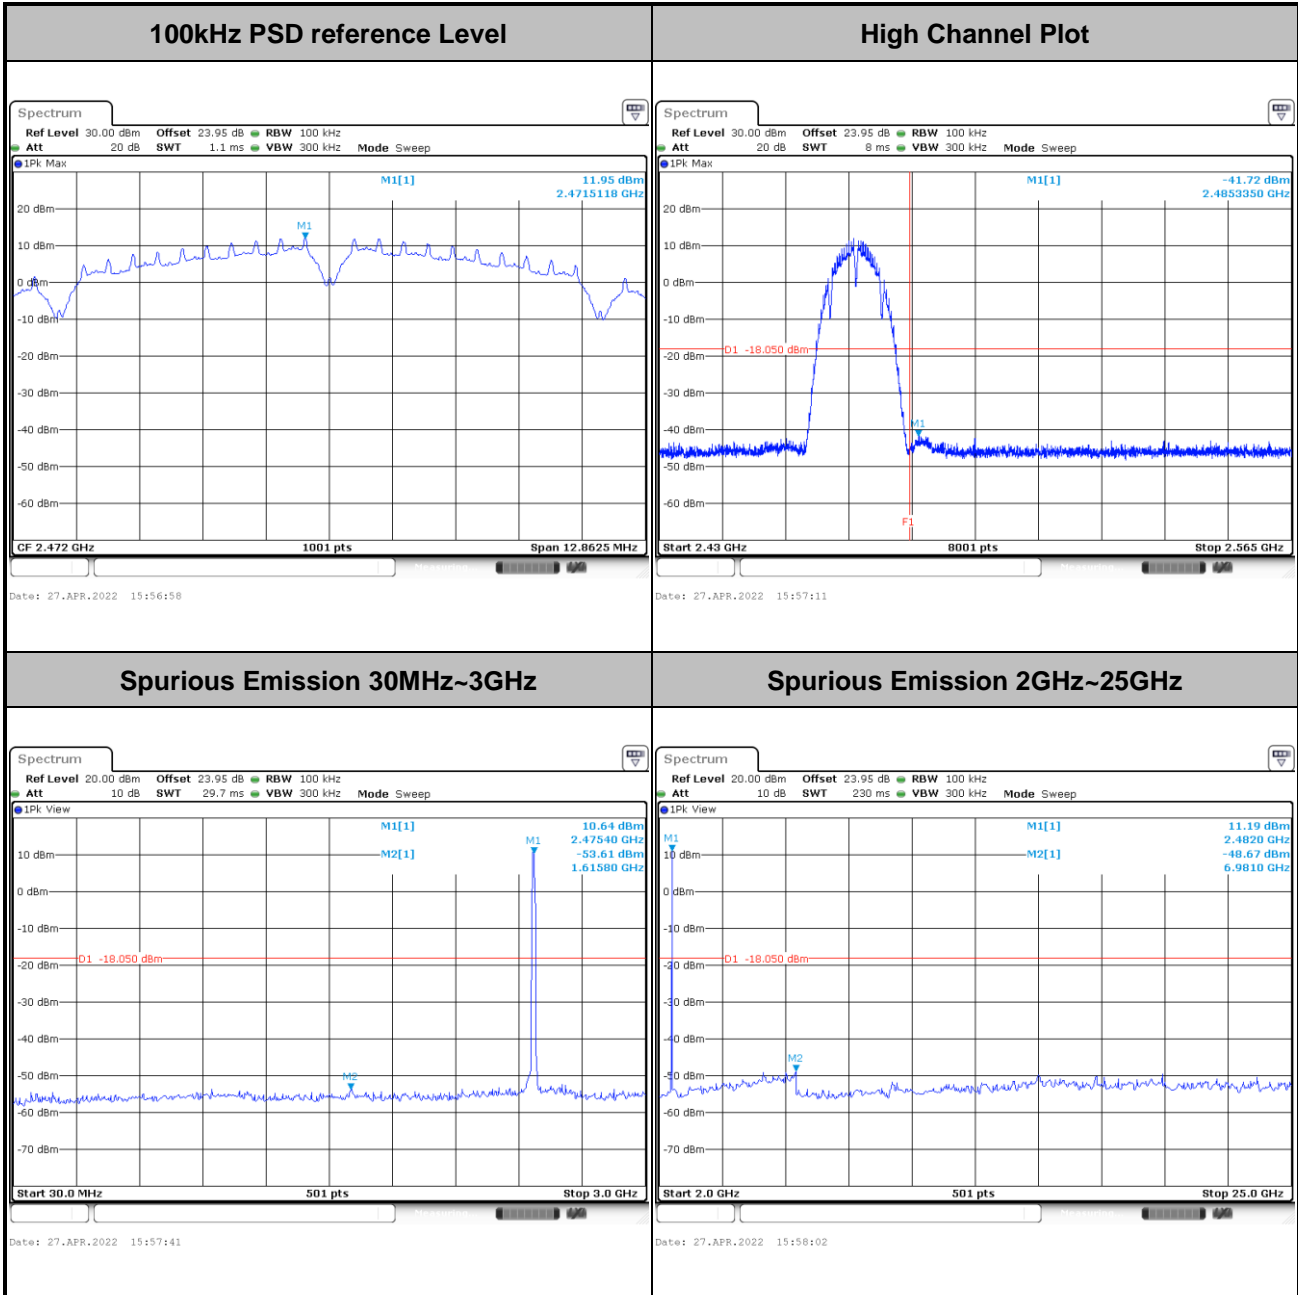 100kHz PSD reference Level
Spectrum
Ref Level 30.00 dBm Offset 23.95 dB RBW 100 kHz
Att 20 dB SWT 1.1 ms VBW 300 kHz Mode Sweep
1Pk Max
M1[1] 11.95 dBm
2.4715118 GHz
M1
20 dBm
10 dBm
0 dBm
-10 dBm
-20 dBm
-30 dBm
-40 dBm
-50 dBm
-60 dBm
CF 2.472 GHz 1001 pts Span 12.8625 MHz
Measuring...
Date: 27.APR.2022 15:56:58
High Channel Plot
Spectrum
Ref Level 30.00 dBm Offset 23.95 dB RBW 100 kHz
Att 20 dB SWT 8 ms VBW 300 kHz Mode Sweep
1Pk Max
M1[1] -41.72 dBm
2.4853350 GHz
20 dBm
10 dBm
0 dBm
-10 dBm
D1 -18.050 dBm
-20 dBm
-30 dBm
-40 dBm
M1
-50 dBm
-60 dBm
F1
Start 2.43 GHz 8001 pts Stop 2.565 GHz
Measuring...
Date: 27.APR.2022 15:57:11
Spurious Emission 30MHz~3GHz
Spectrum
Ref Level 20.00 dBm Offset 23.95 dB RBW 100 kHz
Att 10 dB SWT 29.7 ms VBW 300 kHz Mode Sweep
1Pk View
M1[1] 10.64 dBm
2.47540 GHz
M2[1] -53.61 dBm
1.61580 GHz
M1
10 dBm
0 dBm
-10 dBm
D1 -18.050 dBm
-20 dBm
-30 dBm
-40 dBm
-50 dBm
M2
-60 dBm
-70 dBm
Start 30.0 MHz 501 pts Stop 3.0 GHz
Measuring...
Date: 27.APR.2022 15:57:41
Spurious Emission 2GHz~25GHz
Spectrum
Ref Level 20.00 dBm Offset 23.95 dB RBW 100 kHz
Att 10 dB SWT 230 ms VBW 300 kHz Mode Sweep
1Pk View
M1[1] 11.19 dBm
2.4820 GHz
M2[1] -48.67 dBm
6.9810 GHz
M1
10 dBm
0 dBm
-10 dBm
D1 -18.050 dBm
-20 dBm
-30 dBm
-40 dBm
M2
-50 dBm
-60 dBm
-70 dBm
Start 2.0 GHz 501 pts Stop 25.0 GHz
Measuring...
Date: 27.APR.2022 15:58:02